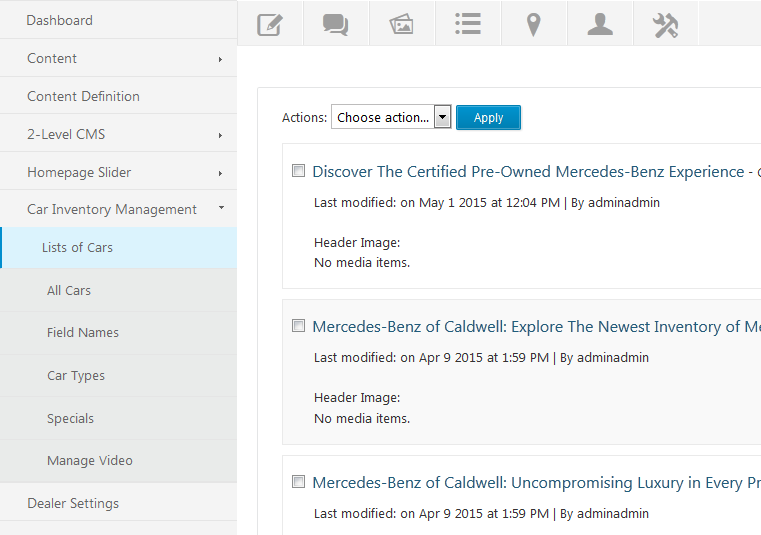 Dashboard
Content
Content Definition
2-Level CMS
Homepage Slider
Car Inventory Management
Lists of Cars
All Cars
Field Names
Car Types
Specials
Manage Video
Dealer Settings
Actions: Choose action... Apply
Discover The Certified Pre-Owned Mercedes-Benz Experience -
Last modified: on May 1 2015 at 12:04 PM | By adminadmin
Header Image:
No media items.
Mercedes-Benz of Caldwell: Explore The Newest Inventory of
Last modified: on Apr 9 2015 at 1:59 PM | By adminadmin
Header Image:
No media items.
Mercedes-Benz of Caldwell: Uncompromising Luxury in Every
Last modified: on Apr 9 2015 at 1:59 PM | By adminadmin